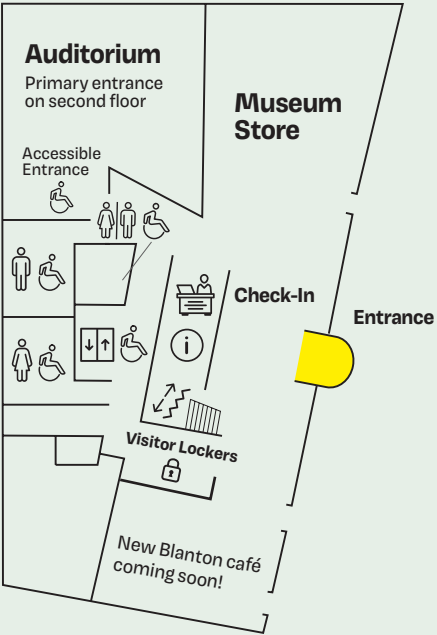 Auditorium
Primary entrance
on second floor
Museum
Store
Accessible
Entrance
Check-In
Entrance
i
Visitor Lockers
New Blanton café
coming soon!